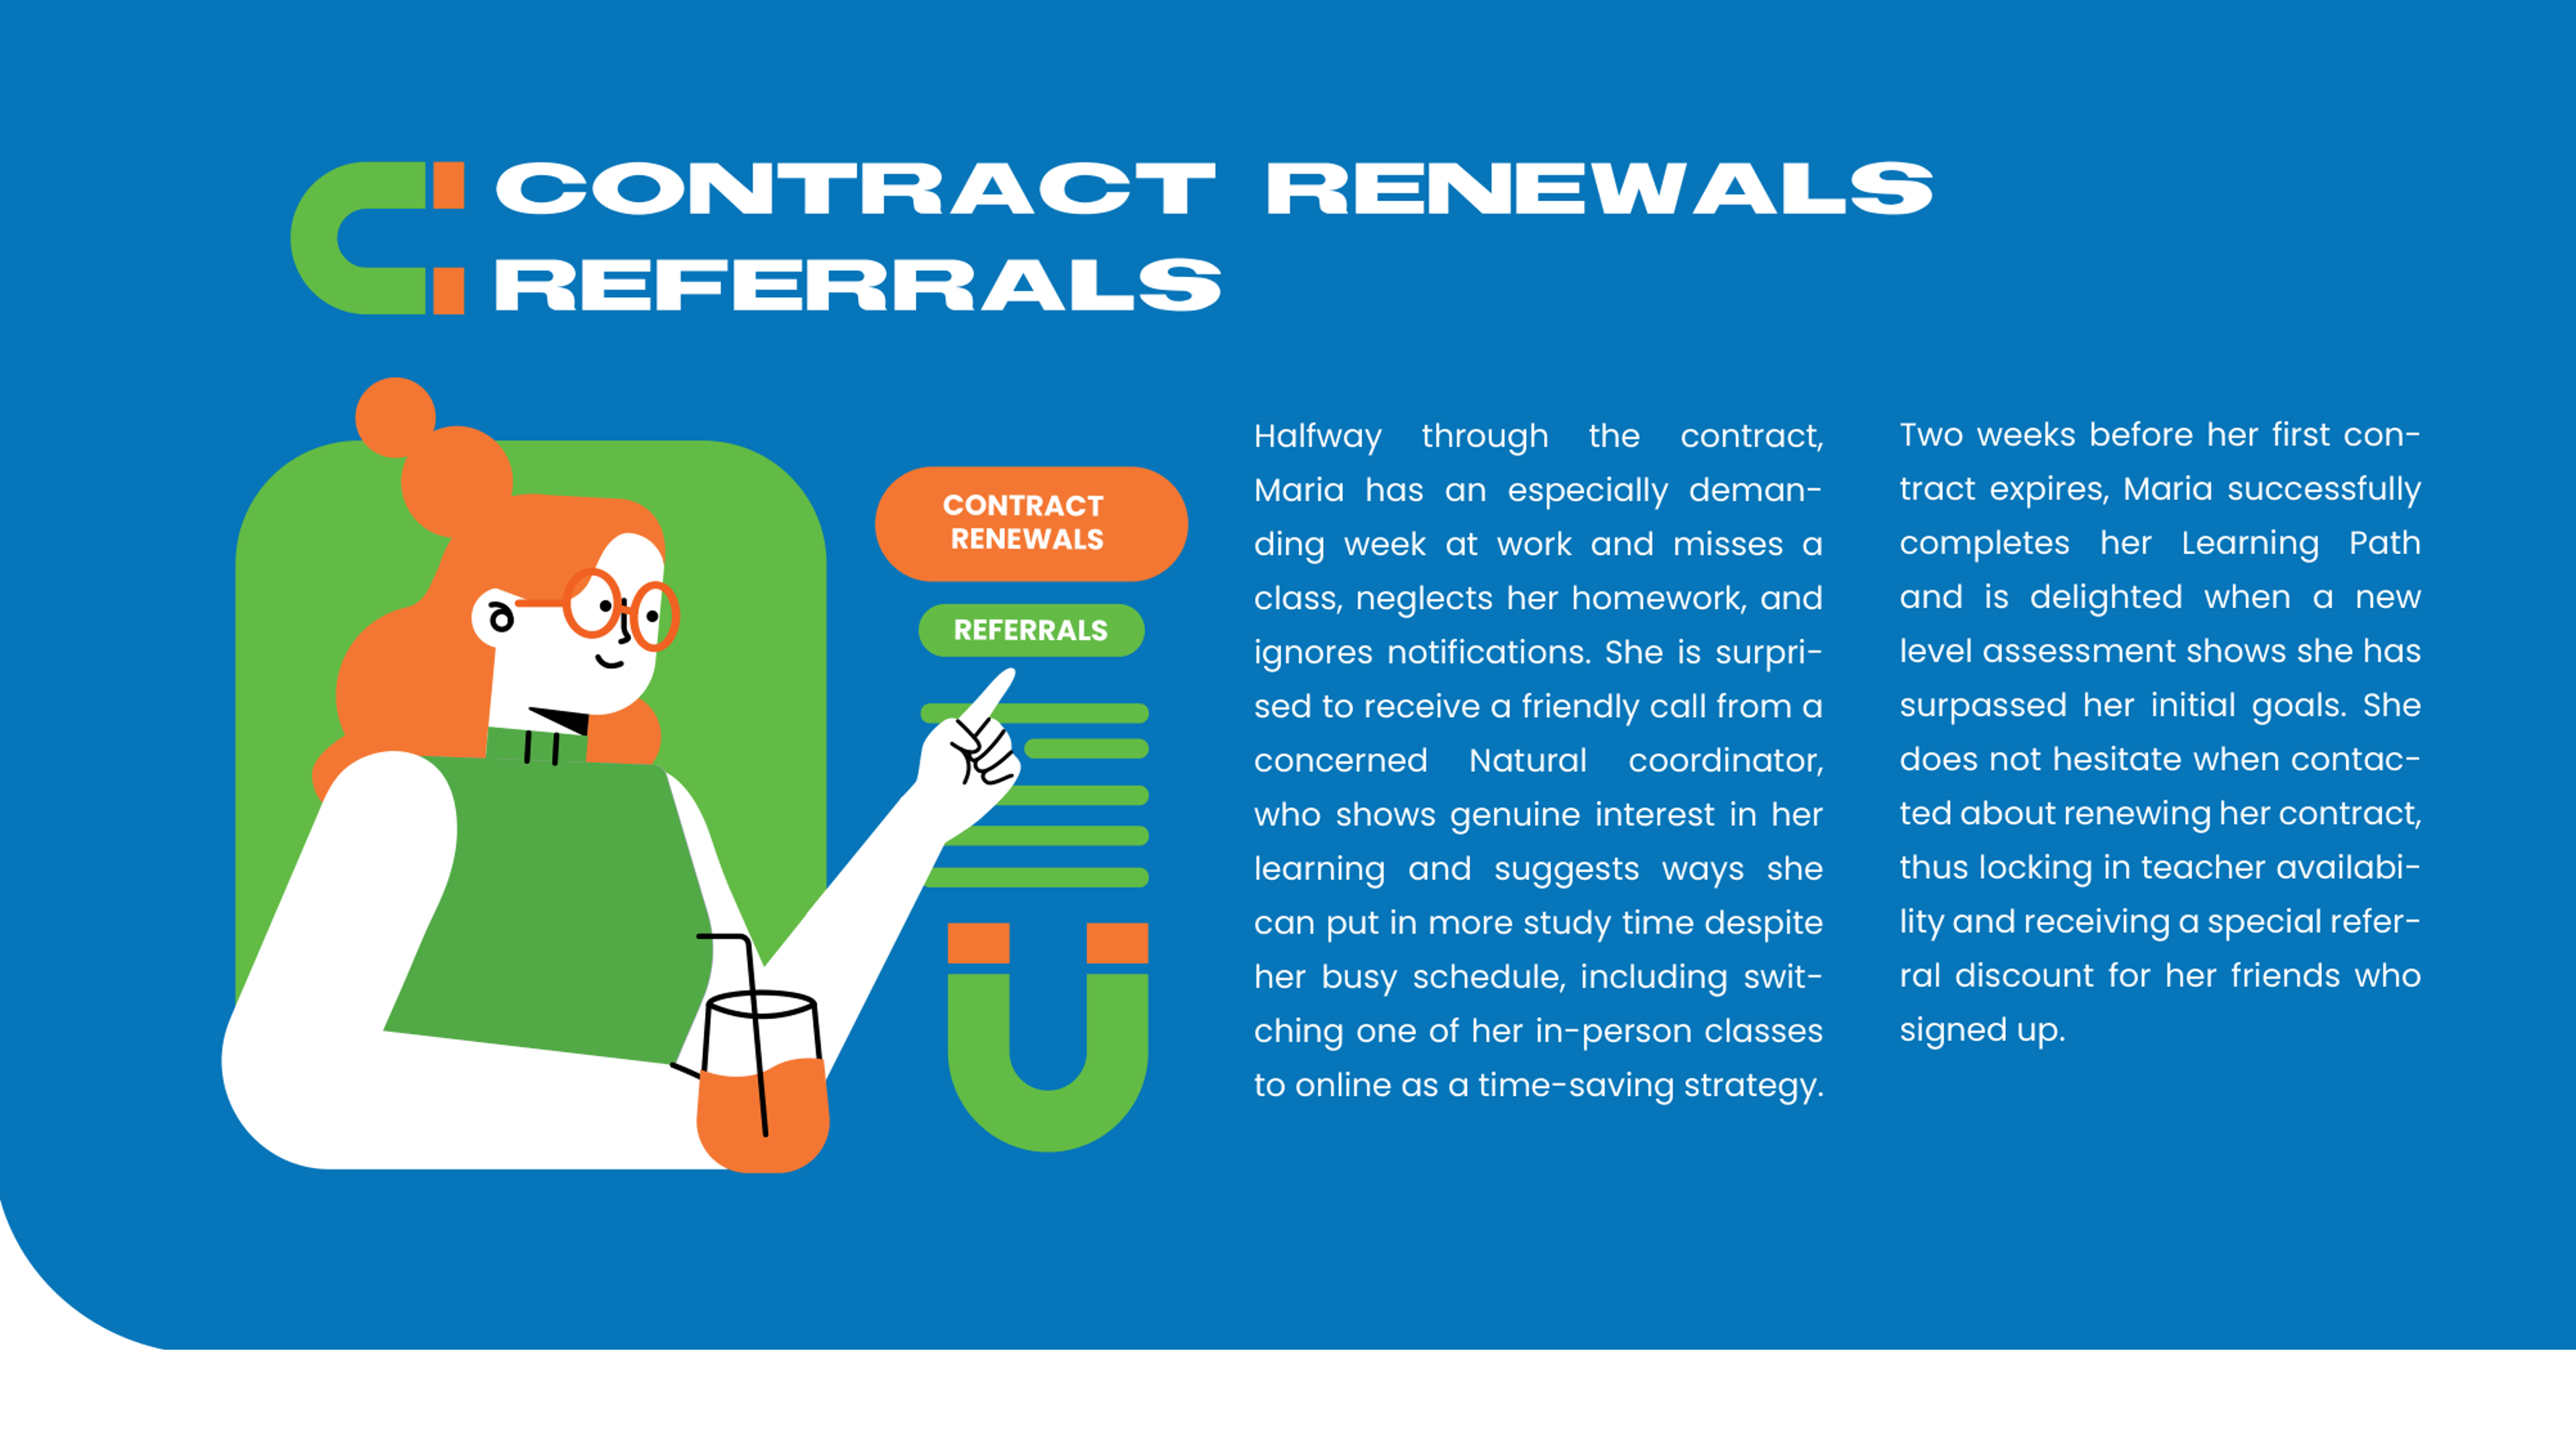 CONTRACT RENEWALS
REFERRALS
CONTRACT
RENEWALS
REFERRALS
Halfway through the contract,
Maria has an especially deman-
ding week at work and misses a
class, neglects her homework, and
ignores notifications. She is surpri-
sed to receive a friendly call from a
concerned Natural coordinator,
who shows genuine interest in her
learning and suggests ways she
can put in more study time despite
her busy schedule, including swit-
ching one of her in-person classes
to online as a time-saving strategy.
Two weeks before her first con-
tract expires, Maria successfully
completes her Learning Path
and is delighted when a new
level assessment shows she has
surpassed her initial goals. She
does not hesitate when contac-
ted about renewing her contract,
thus locking in teacher availabi-
lity and receiving a special refer-
ral discount for her friends who
signed up.